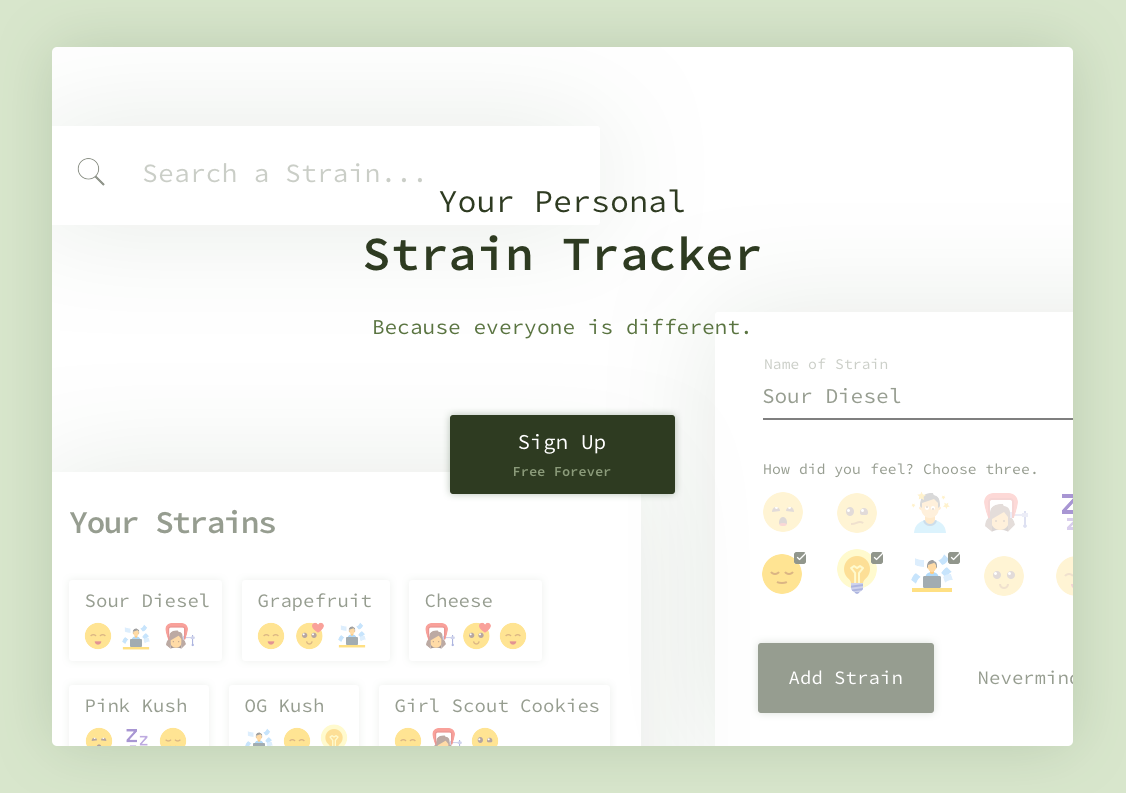 Search a Strain...
Your Personal
Strain Tracker
Because everyone is different.
Sign Up
Free Forever
Name of Strain
Sour Diesel
How did you feel? Choose three.
Add Strain
Nevermind
Your Strains
Sour Diesel
Grapefruit
Cheese
Pink Kush
OG Kush
Girl Scout Cookies